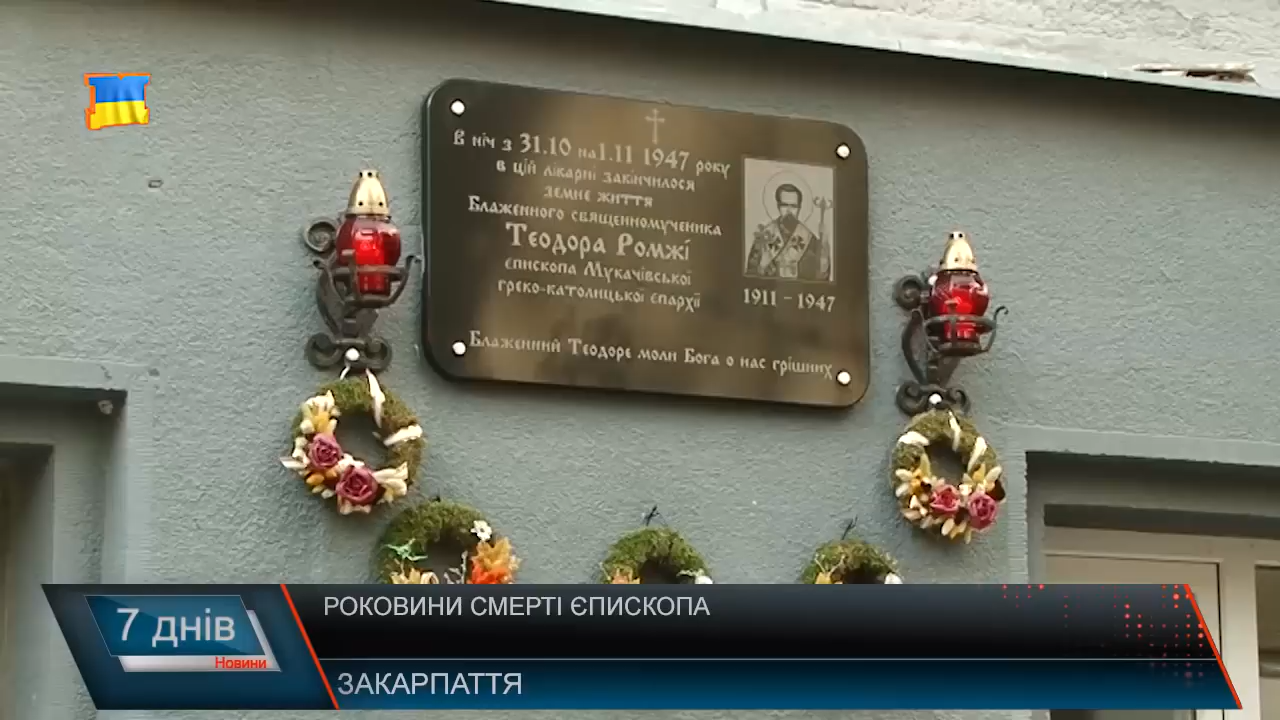 В ніч з 31.10 на 1.11 1947 року
в цій лікарні закінчилося
земне життя
Блаженного священномученика
Теодора Ромжі
єпископа Мукачівської
греко-католицької єпархії
1911 – 1947
Блаженний Теодоре моли Бога о нас грішних
РОКОВИНИ СМЕРТІ ЄПИСКОПА
7 днів
Новини
ЗАКАРПАТТЯ